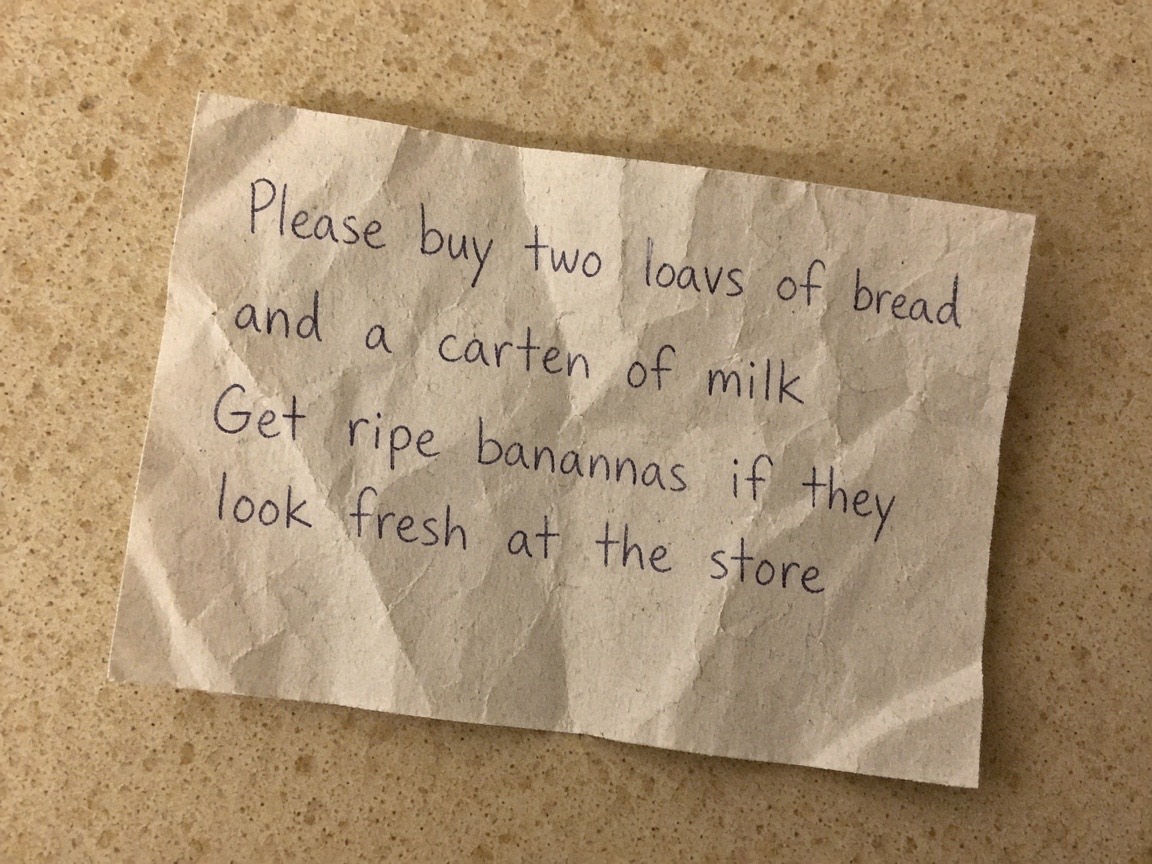 Please buy two loavs of bread
and a carten of milk
Get ripe banannas if they
look fresh at the store